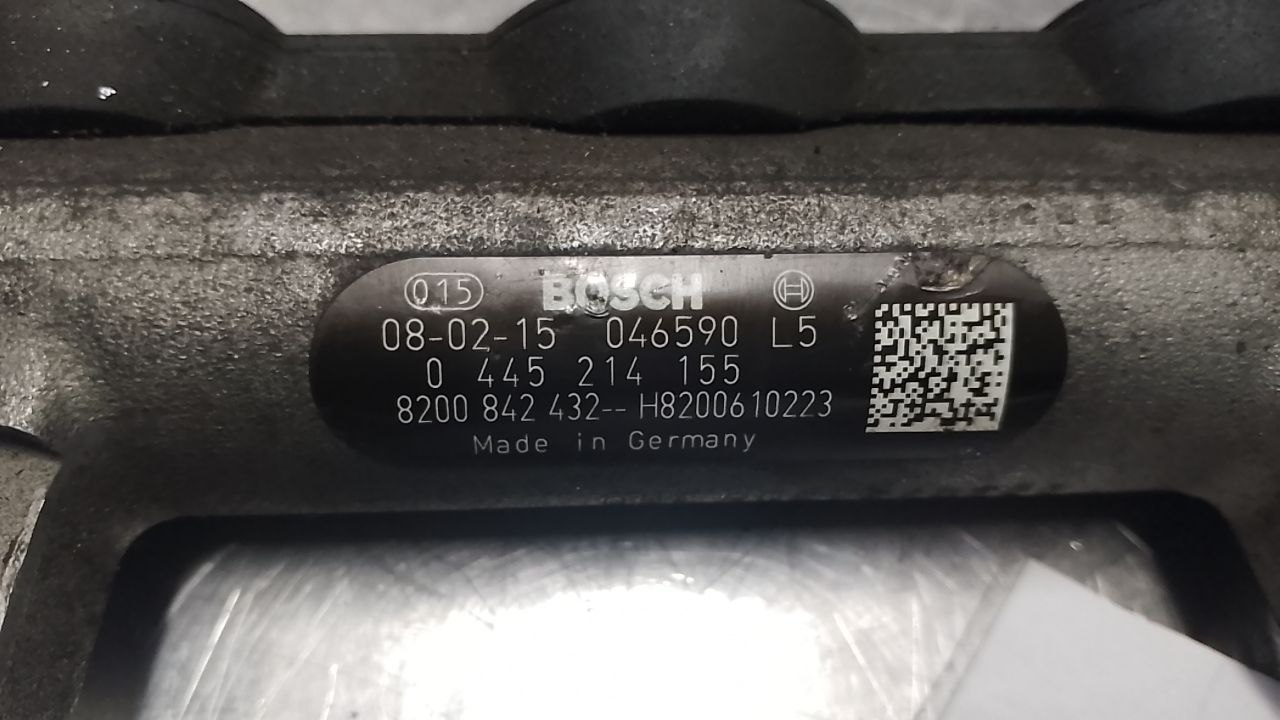 015 BOSCH H
08-02-15 046590 L5
0 445 214 155
8200 842 432-- H8200610223
Made in Germany